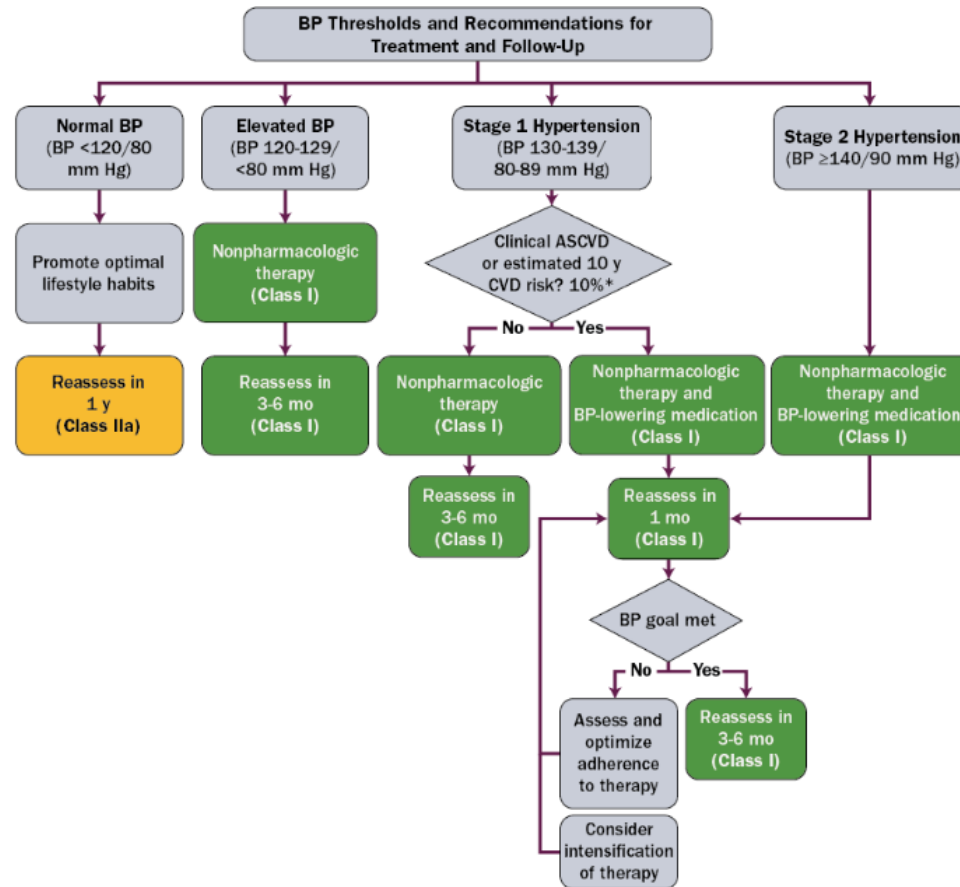 BP Thresholds and Recommendations for
Treatment and Follow-Up
Normal BP
(BP <120/80
mm Hg)
Elevated BP
(BP 120-129/
<80 mm Hg)
Stage 1 Hypertension
(BP 130-139/
80-89 mm Hg)
Stage 2 Hypertension
(BP ≥140/90 mm Hg)
Promote optimal
lifestyle habits
Nonpharmacologic
therapy
(Class I)
Clinical ASCVD
or estimated 10 y
CVD risk? 10%*
No
Yes
Reassess in
1 y
(Class IIa)
Reassess in
3-6 mo
(Class I)
Nonpharmacologic
therapy
(Class I)
Nonpharmacologic
therapy and
BP-lowering medication
(Class I)
Nonpharmacologic
therapy and
BP-lowering medication
(Class I)
Reassess in
3-6 mo
(Class I)
Reassess in
1 mo
(Class I)
BP goal met
No
Yes
Assess and
optimize
adherence
to therapy
Reassess in
3-6 mo
(Class I)
Consider
intensification
of therapy